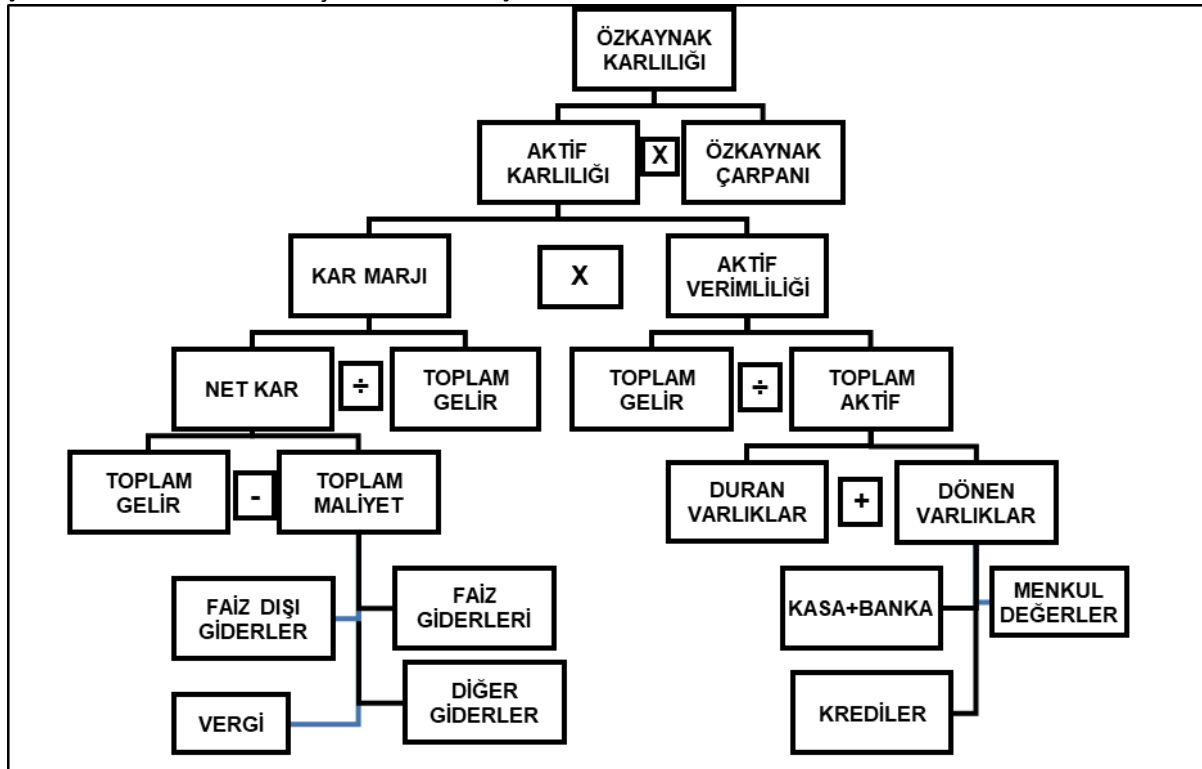 ÖZKAYNAK
KARLILIĞI
AKTİF
KARLILIĞI
X
ÖZKAYNAK
ÇARPANI
KAR MARJI
X
AKTİF
VERİMLİLİĞİ
NET KAR
÷
TOPLAM
GELİR
TOPLAM
GELİR
÷
TOPLAM
AKTİF
TOPLAM
GELİR
-
TOPLAM
MALİYET
DURAN
VARLIKLAR
+
DÖNEN
VARLIKLAR
FAİZ DIŞI
GİDERLER
FAİZ
GİDERLERİ
KASA+BANKA
MENKUL
DEĞERLER
VERGİ
DİĞER
GİDERLER
KREDİLER